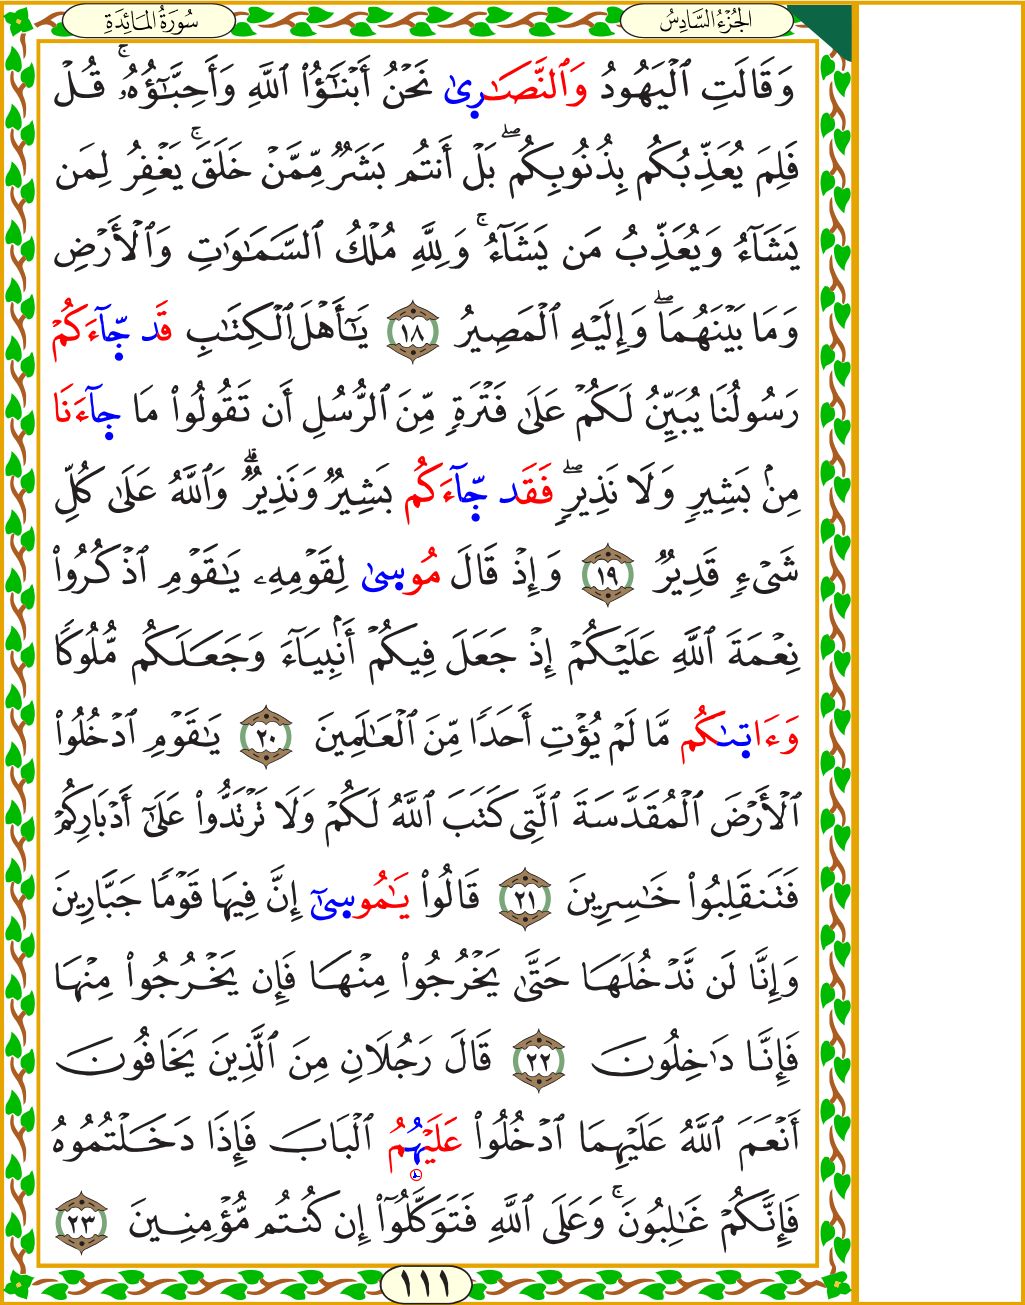 الجُزْءُ السَّادِسُ
سُورَةُ المَائِدَةِ
وَقَالَتِ ٱلۡيَهُودُ وَٱلنَّصَٰرِىٰ نَحۡنُ أَبۡنَٰٓؤُاْ ٱللَّهِ وَأَحِبَّٰٓؤُهُۥۚ قُلۡ
فَلِمَ يُعَذِّبُكُم بِذُنُوبِكُمۖ بَلۡ أَنتُم بَشَرٞ مِّمَّنۡ خَلَقَۚ يَغۡفِرُ لِمَن
يَشَآءُ وَيُعَذِّبُ مَن يَشَآءُۚ وَلِلَّهِ مُلۡكُ ٱلسَّمَٰوَٰتِ وَٱلۡأَرۡضِ
وَمَا بَيۡنَهُمَاۖ وَإِلَيۡهِ ٱلۡمَصِيرُ ١٨ يَٰٓأَهۡلَ ٱلۡكِتَٰبِ قَد جَّآءَكُمۡ
رَسُولُنَا يُبَيِّنُ لَكُمۡ عَلَىٰ فَتۡرَةٖ مِّنَ ٱلرُّسُلِ أَن تَقُولُواْ مَا جَآءَنَا
مِنۢ بَشِيرٖ وَلَا نَذِيرٖۖ فَقَد جَّآءَكُم بَشِيرٞ وَنَذِيرٞۗ وَٱللَّهُ عَلَىٰ كُلِّ
شَىۡءٖ قَدِيرٞ ١٩ وَإِذۡ قَالَ مُوسِىٰ لِقَوۡمِهِۦ يَٰقَوۡمِ ٱذۡكُرُواْ
نِعۡمَةَ ٱللَّهِ عَلَيۡكُمۡ إِذۡ جَعَلَ فِيكُمۡ أَنۢبِيَآءَ وَجَعَلَكُم مُّلُوكٗا
وَءَاتىٰكُم مَّا لَمۡ يُؤۡتِ أَحَدٗا مِّنَ ٱلۡعَٰلَمِينَ ٢٠ يَٰقَوۡمِ ٱدۡخُلُواْ
ٱلۡأَرۡضَ ٱلۡمُقَدَّسَةَ ٱلَّتِى كَتَبَ ٱللَّهُ لَكُمۡ وَلَا تَرۡتَدُّواْ عَلَىٰٓ أَدۡبَارِكُمۡ
فَتَنقَلِبُواْ خَٰسِرِينَ ٢١ قَالُواْ يَٰمُوسِىٰٓ إِنَّ فِيهَا قَوۡمٗا جَبَّارِينَ
وَإِنَّا لَن نَّدۡخُلَهَا حَتَّىٰ يَخۡرُجُواْ مِنۡهَا فَإِن يَخۡرُجُواْ مِنۡهَا
فَإِنَّا دَٰخِلُونَ ٢٢ قَالَ رَجُلَانِ مِنَ ٱلَّذِينَ يَخَافُونَ
أَنۡعَمَ ٱللَّهُ عَلَيۡهِمَا ٱدۡخُلُواْ عَلَيۡهُمُ ٱلۡبَابَ فَإِذَا دَخَلۡتُمُوهُ
فَإِنَّكُمۡ غَٰلِبُونَۚ وَعَلَى ٱللَّهِ فَتَوَكَّلُوٓاْ إِن كُنتُم مُّؤۡمِنِينَ ٢٣
١١١